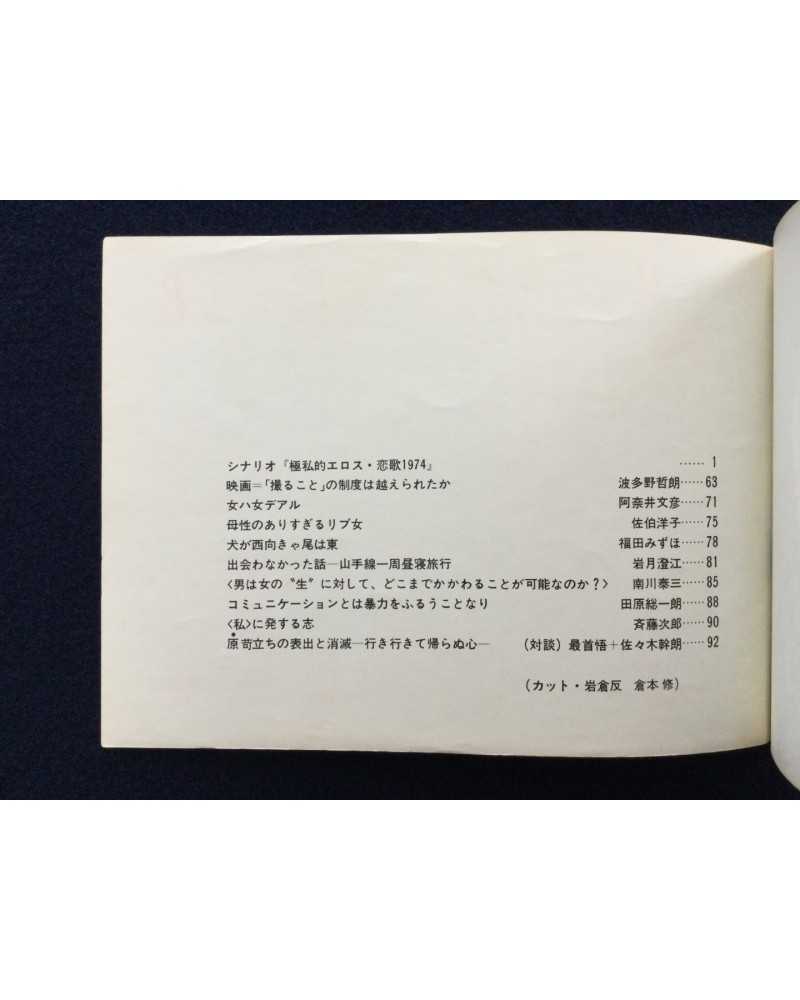 シナリオ『極私的エロス・恋歌1974』 ……1
映画=「撮ること」の制度は越えられたか 波多野哲朗……63
女ハ女デアル 阿奈井文彦……71
母性のありすぎるリブ女 佐伯洋子……75
犬が西向きゃ尾は東 福田みずほ……78
出会わなかった話―山手線一周昼寝旅行 岩月澄江……81
〈男は女の〝生〟に対して、どこまでかかわることが可能なのか?〉 南川泰三……85
コミュニケーションとは暴力をふるうことなり 田原総一朗……88
〈私〉に発する志 斉藤次郎……90
原苛立ちの表出と消滅―行き行きて帰らぬ心― (対談)最首悟+佐々木幹朗……92
(カット・岩倉反 倉本修)